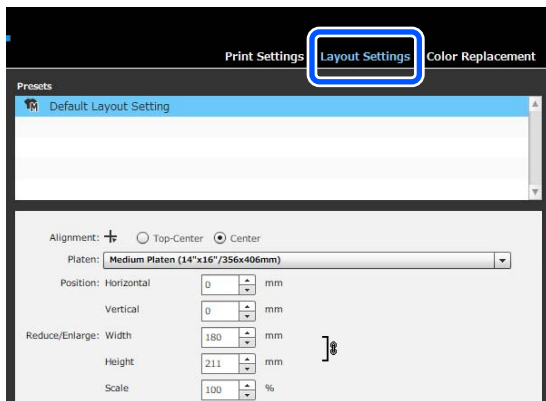 Print Settings Layout Settings Color Replacement
Presets
M Default Layout Setting
Alignment: Top-Center Center
Platen: Medium Platen (14"x16"/356x406mm)
Position: Horizontal 0 mm
Vertical 0 mm
Reduce/Enlarge: Width 180 mm
Height 211 mm
Scale 100 %